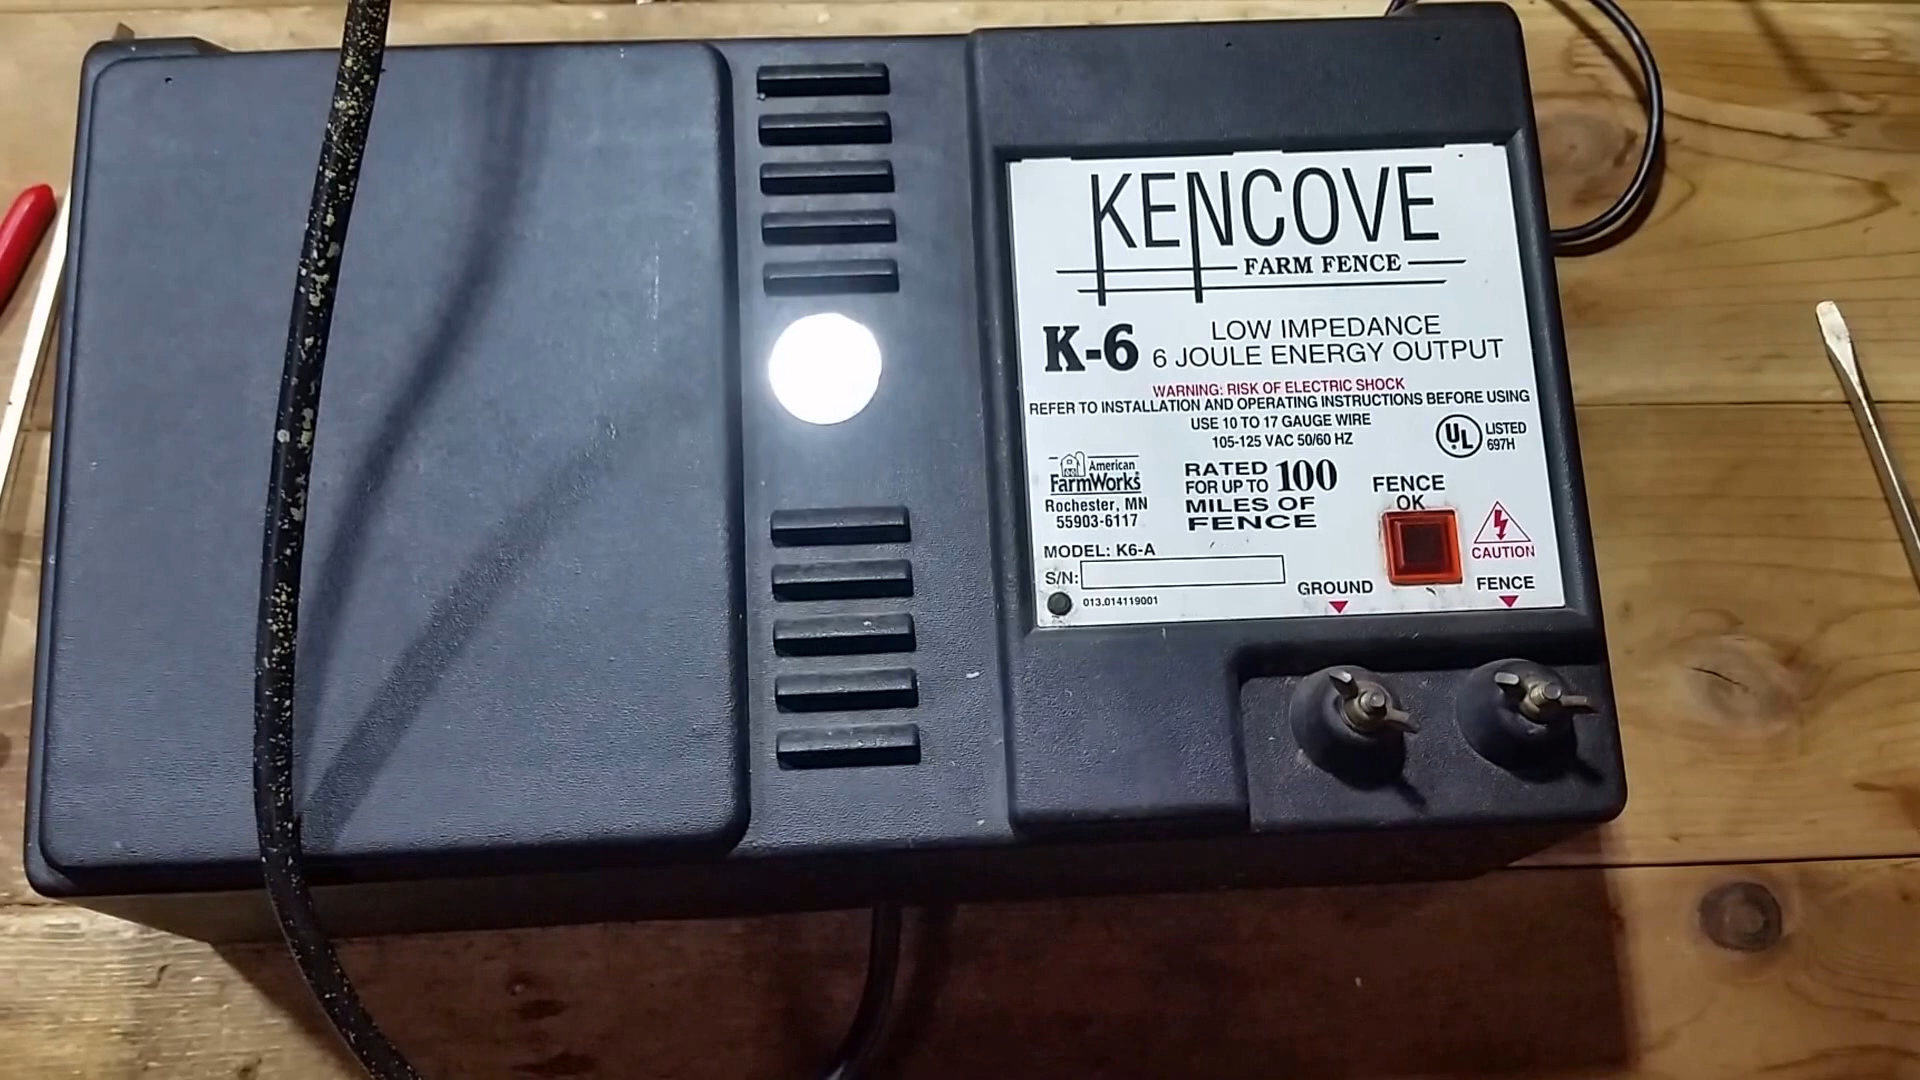 KENCOVE
FARM FENCE
K-6
LOW IMPEDANCE
6 JOULE ENERGY OUTPUT
WARNING: RISK OF ELECTRIC SHOCK
REFER TO INSTALLATION AND OPERATING INSTRUCTIONS BEFORE USING
USE 10 TO 17 GAUGE WIRE
105-125 VAC 50/60 HZ
UL LISTED
697H
American
FarmWorks
Rochester, MN
55903-6117
RATED
FOR UP TO 100
MILES OF
FENCE
FENCE
OK
CAUTION
MODEL: K6-A
S/N:
013.014119001
GROUND
FENCE